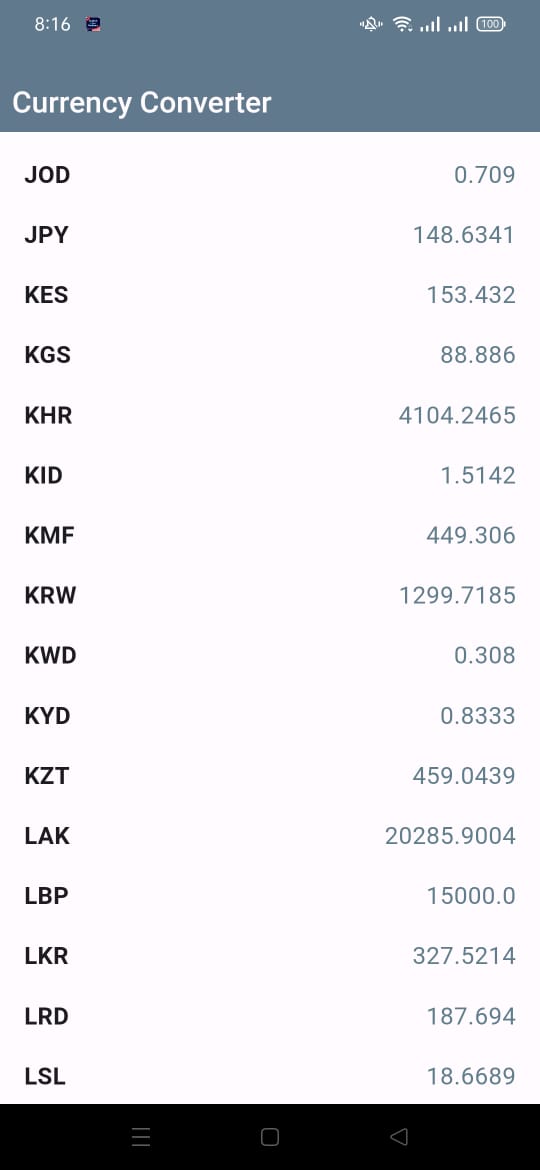 8:16
100
Currency Converter
JOD 0.709
JPY 148.6341
KES 153.432
KGS 88.886
KHR 4104.2465
KID 1.5142
KMF 449.306
KRW 1299.7185
KWD 0.308
KYD 0.8333
KZT 459.0439
LAK 20285.9004
LBP 15000.0
LKR 327.5214
LRD 187.694
LSL 18.6689